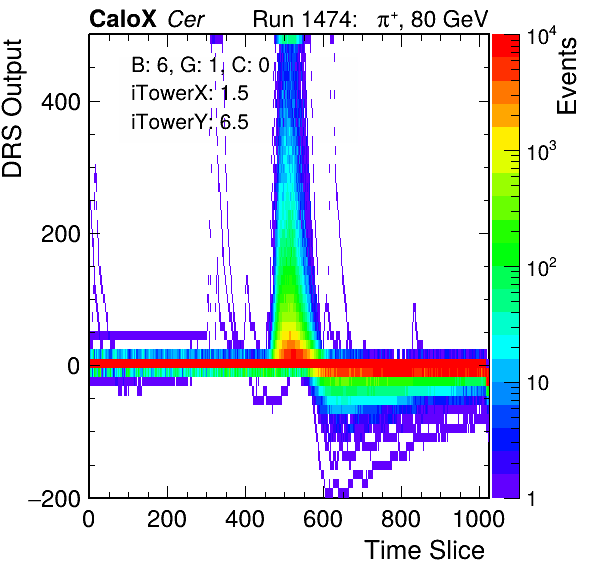 CaloX Cer Run 1474: π⁺, 80 GeV
B: 6, G: 1, C: 0
iTowerX: 1.5
iTowerY: 6.5
DRS Output
400
200
0
−200
0 200 400 600 800 1000
Time Slice
Events
10⁴
10³
10²
10
1